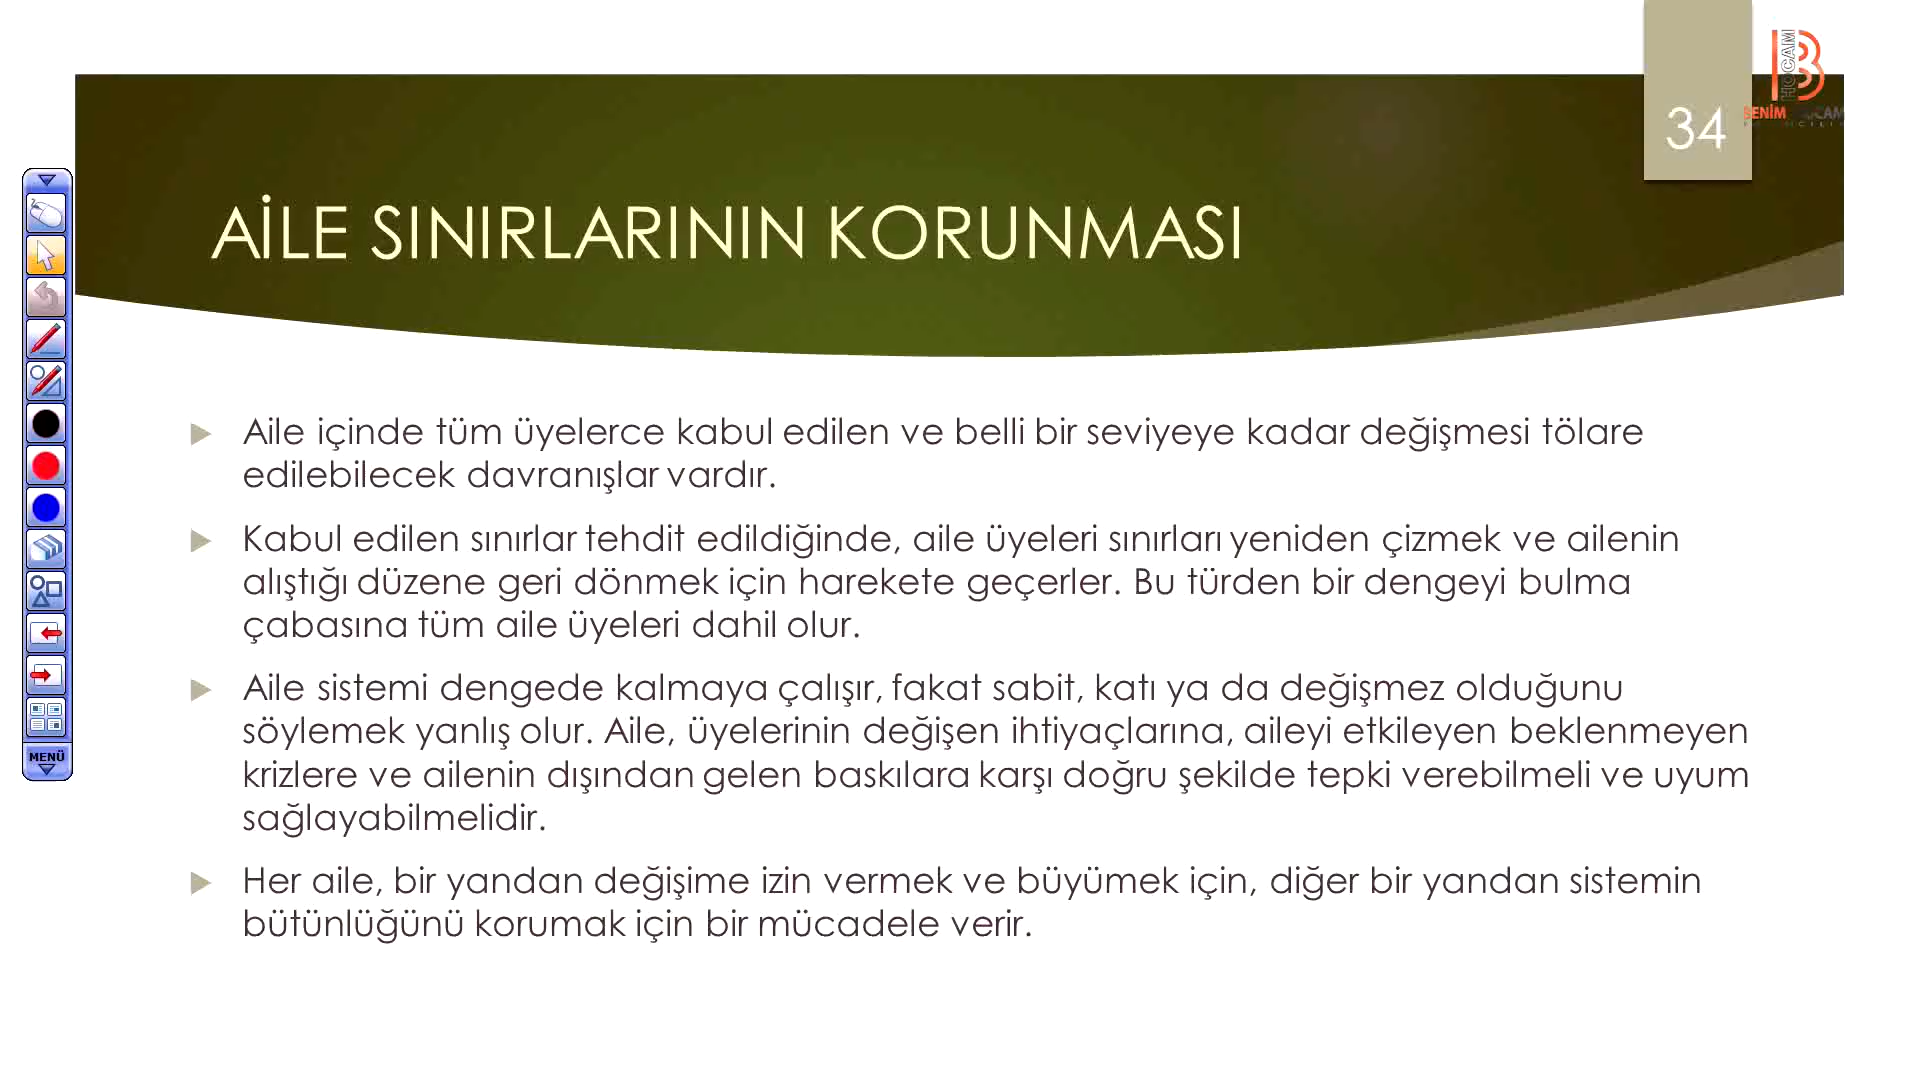 34
HOCAM
BENİM
AİLE SINIRLARININ KORUNMASI
Aile içinde tüm üyelerce kabul edilen ve belli bir seviyeye kadar değişmesi tölare
edilebilecek davranışlar vardır.
Kabul edilen sınırlar tehdit edildiğinde, aile üyeleri sınırları yeniden çizmek ve ailenin
alıştığı düzene geri dönmek için harekete geçerler. Bu türden bir dengeyi bulma
çabasına tüm aile üyeleri dahil olur.
Aile sistemi dengede kalmaya çalışır, fakat sabit, katı ya da değişmez olduğunu
söylemek yanlış olur. Aile, üyelerinin değişen ihtiyaçlarına, aileyi etkileyen beklenmeyen
krizlere ve ailenin dışından gelen baskılara karşı doğru şekilde tepki verebilmeli ve uyum
sağlayabilmelidir.
Her aile, bir yandan değişime izin vermek ve büyümek için, diğer bir yandan sistemin
bütünlüğünü korumak için bir mücadele verir.
MENÜ